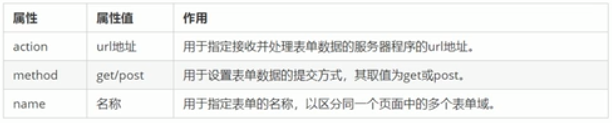 属性 属性值 作用
action url地址 用于指定接收并处理表单数据的服务器程序的url地址。
method get/post 用于设置表单数据的提交方式，其取值为get或post。
name 名称 用于指定表单的名称，以区分同一个页面中的多个表单域。